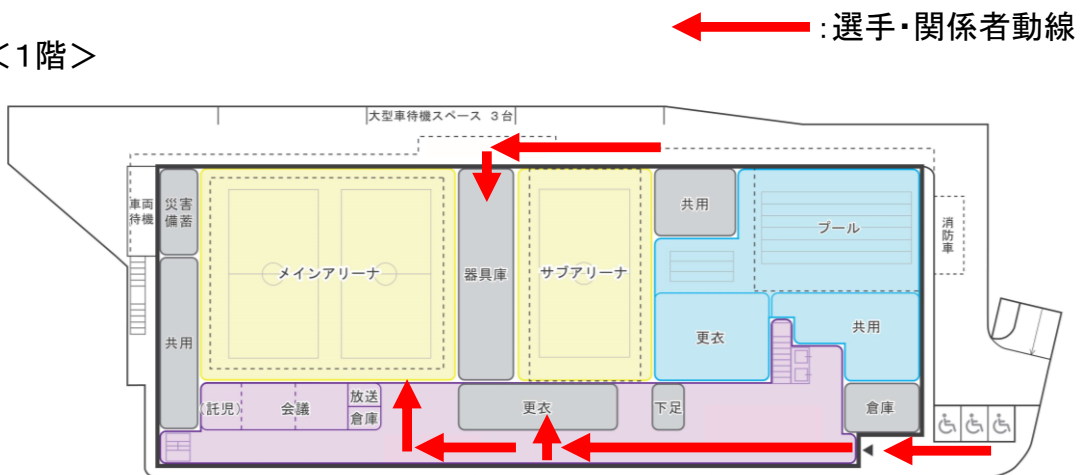 :選手・関係者動線
<1階>
大型車待機スペース 3台
車両
待機
災害
備蓄
共用
プール
消防車
メインアリーナ
器具庫
サブアリーナ
共用
更衣
共用
(託児)
会議
放送
倉庫
更衣
下足
倉庫